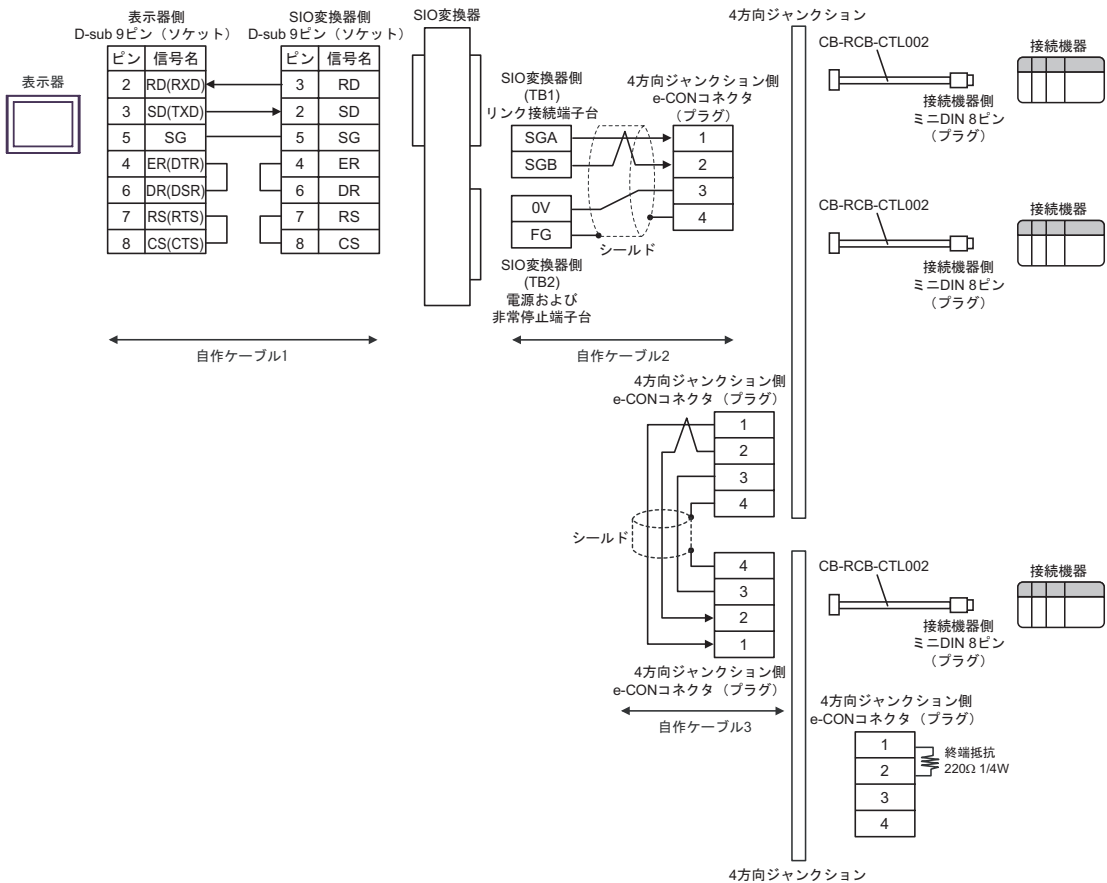 表示器
表示器側
D-sub 9ピン（ソケット）
ピン 信号名
2 RD(RXD)
3 SD(TXD)
5 SG
4 ER(DTR)
6 DR(DSR)
7 RS(RTS)
8 CS(CTS)
SIO変換器側
D-sub 9ピン（ソケット）
ピン 信号名
3 RD
2 SD
5 SG
4 ER
6 DR
7 RS
8 CS
自作ケーブル1
SIO変換器
SIO変換器側
(TB1)
リンク接続端子台
SGA
SGB
0V
FG
SIO変換器側
(TB2)
電源および
非常停止端子台
シールド
4方向ジャンクション側
e-CONコネクタ
（プラグ）
1
2
3
4
自作ケーブル2
4方向ジャンクション
CB-RCB-CTL002
接続機器側
ミニDIN 8ピン
（プラグ）
接続機器
CB-RCB-CTL002
接続機器側
ミニDIN 8ピン
（プラグ）
接続機器
4方向ジャンクション側
e-CONコネクタ（プラグ）
1
2
3
4
シールド
4
3
2
1
4方向ジャンクション側
e-CONコネクタ（プラグ）
自作ケーブル3
CB-RCB-CTL002
接続機器側
ミニDIN 8ピン
（プラグ）
接続機器
4方向ジャンクション側
e-CONコネクタ（プラグ）
1
2
3
4
終端抵抗
220Ω 1/4W
4方向ジャンクション